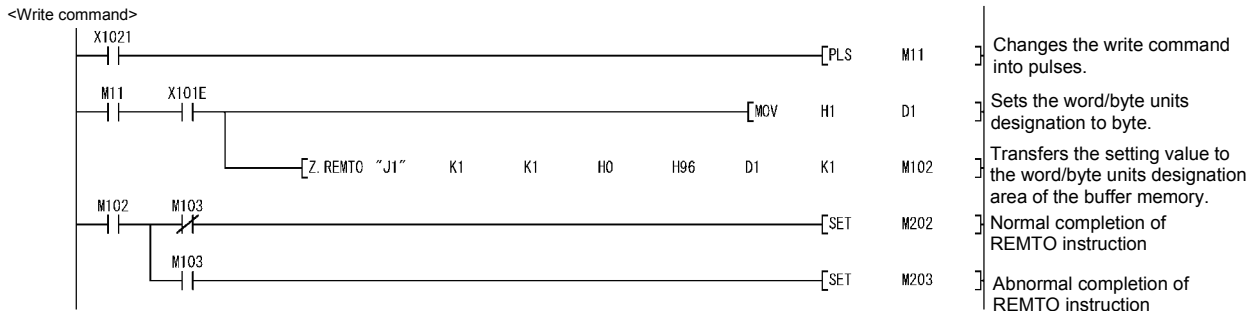 <Write command>
X1021
PLS M11
Changes the write command
into pulses.
M11 X101E
MOV H1 D1
Sets the word/byte units
designation to byte.
Z.REMTO "J1" K1 K1 H0 H96 D1 K1 M102
Transfers the setting value to
the word/byte units designation
area of the buffer memory.
M102 M103
SET M202
Normal completion of
REMTO instruction
M103
SET M203
Abnormal completion of
REMTO instruction